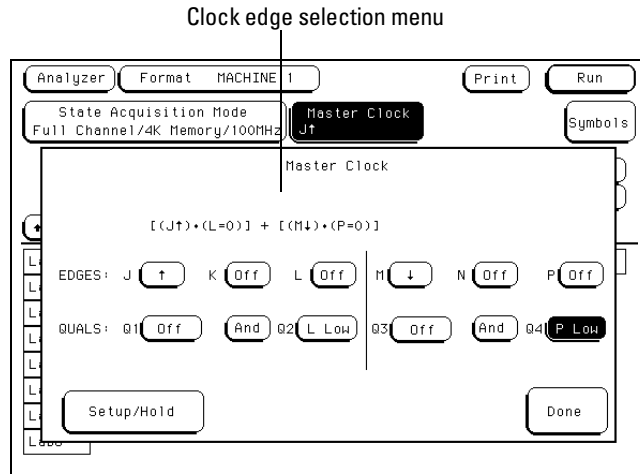 Clock edge selection menu
Analyzer Format MACHINE 1 Print Run
State Acquisition Mode
Full Channel/4K Memory/100MHz
Master Clock
J↑
Symbols
Master Clock
[(J↑)•(L=0)] + [(M↓)•(P=0)]
EDGES: J ↑ K Off L Off M ↓ N Off P Off
QUALS: Q1 Off And Q2 L Low Q3 Off And Q4 P Low
Setup/Hold Done